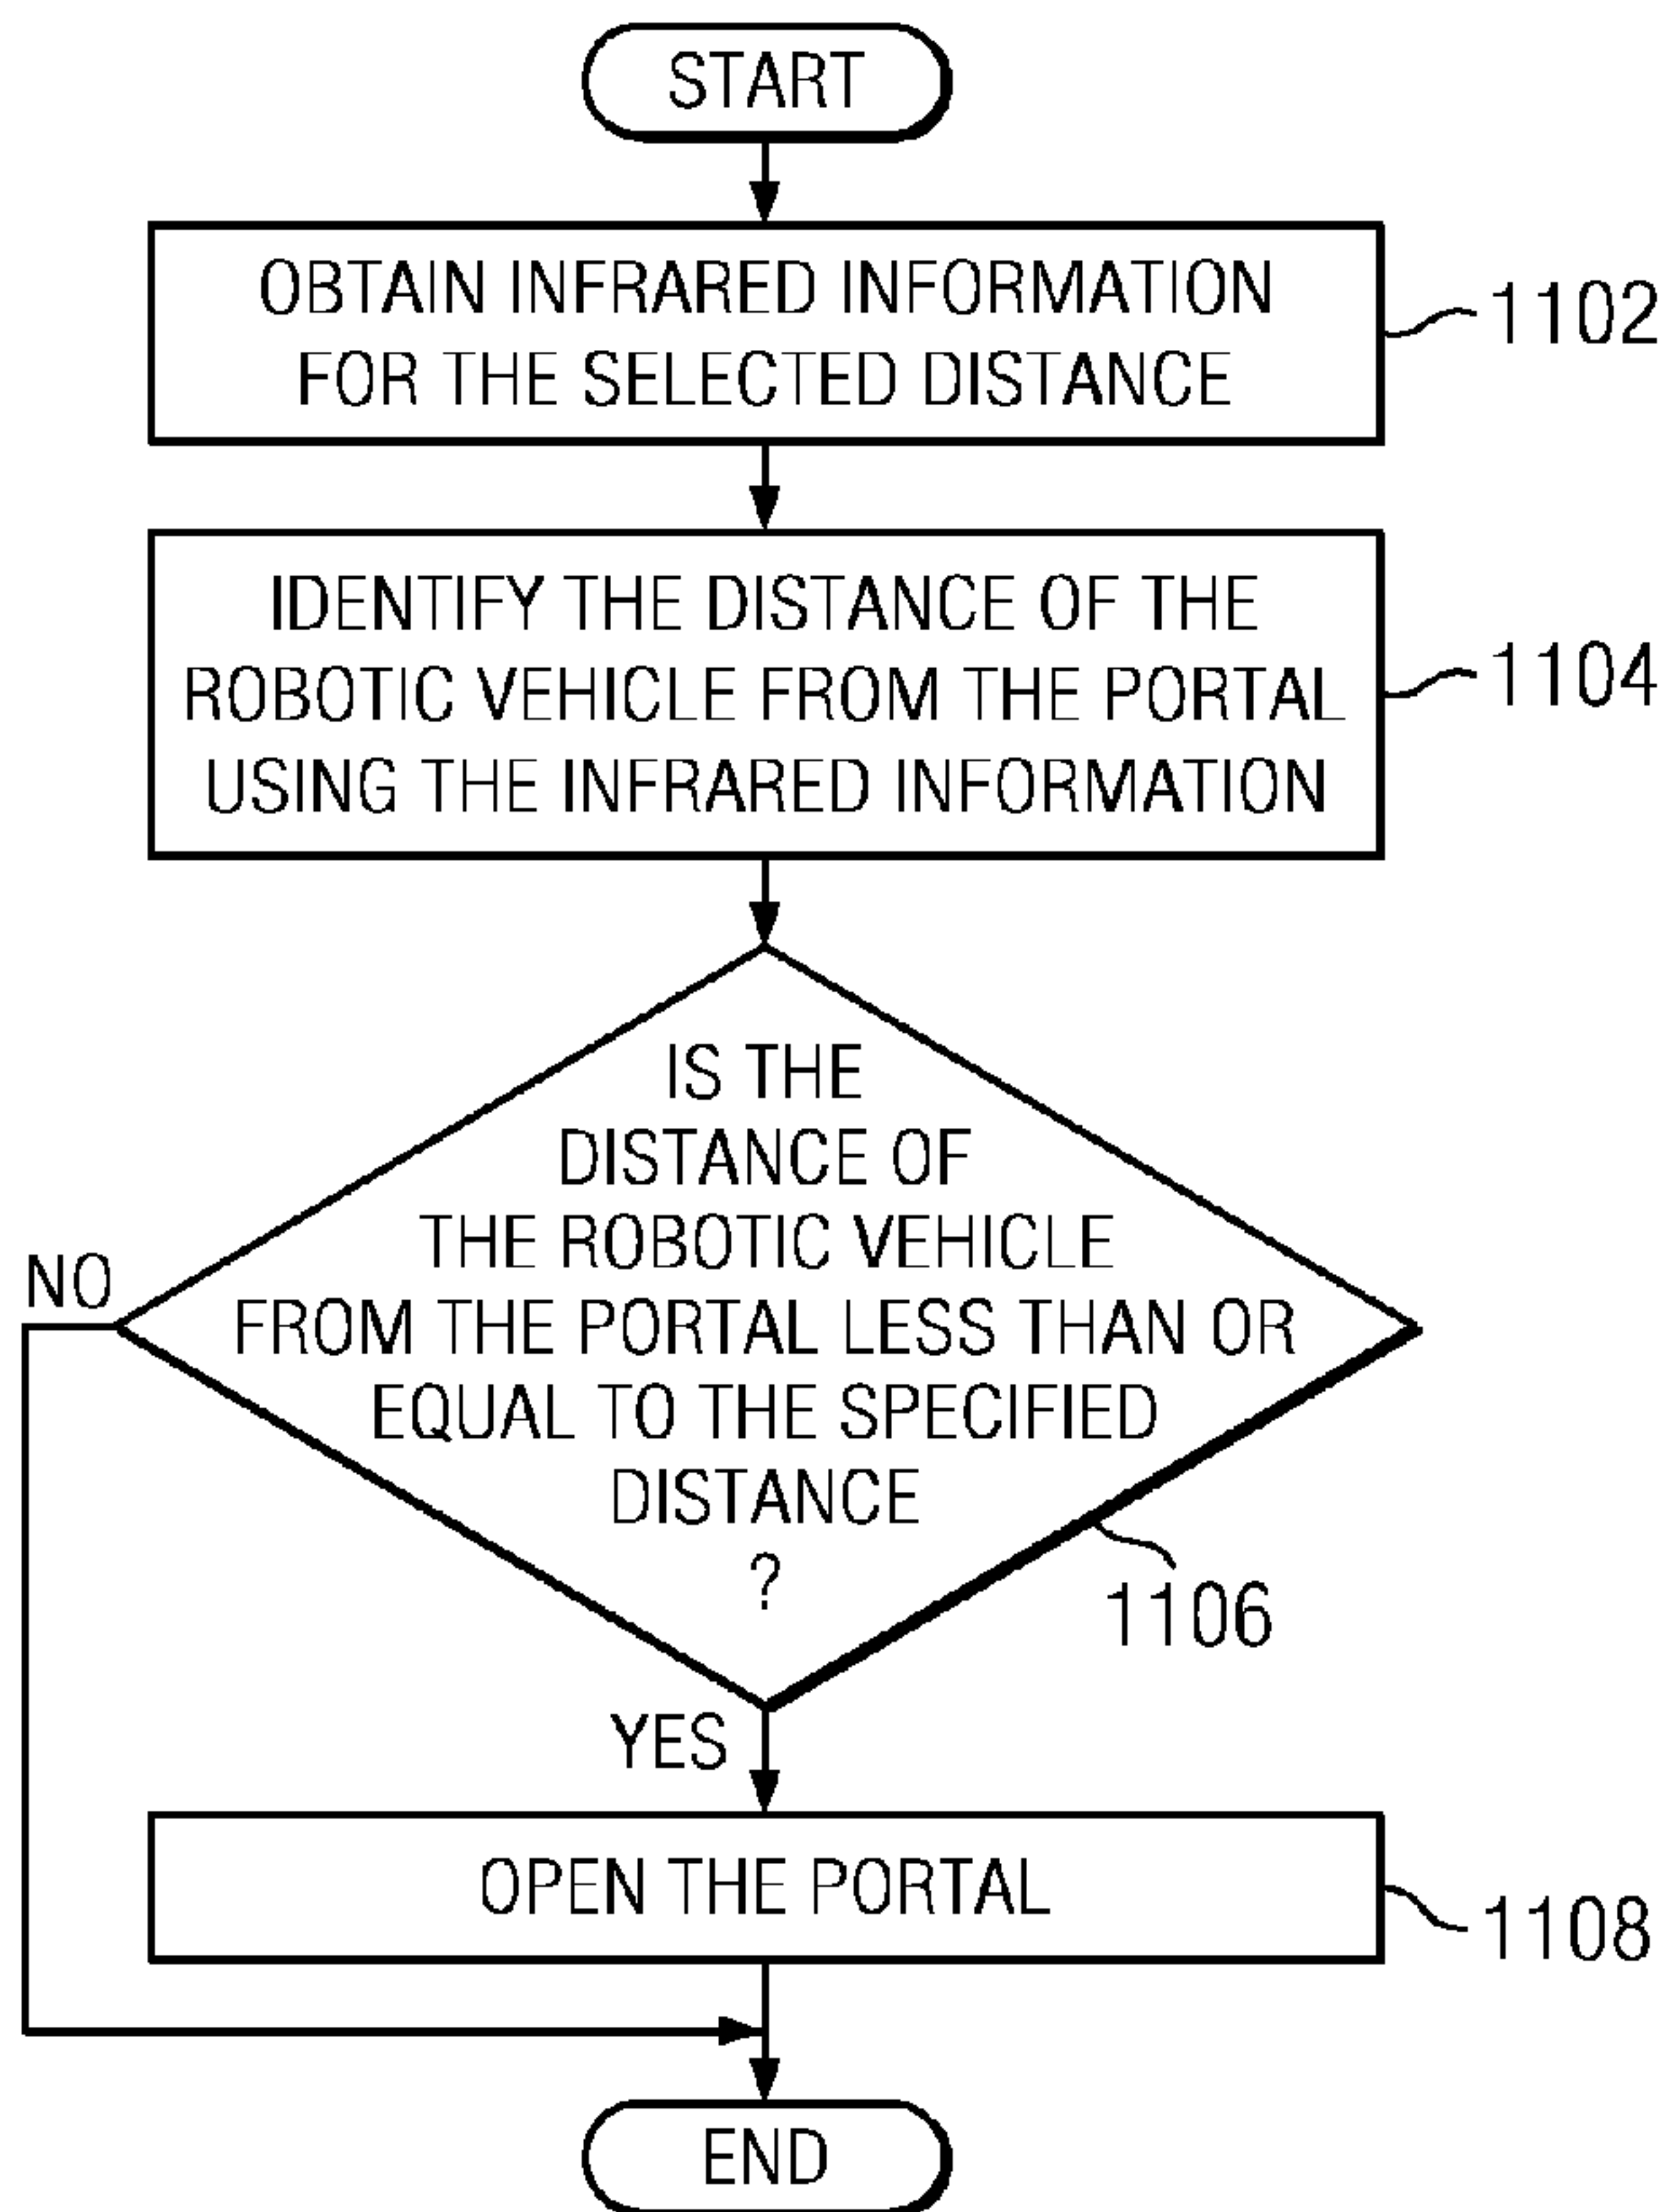 START
OBTAIN INFRARED INFORMATION
FOR THE SELECTED DISTANCE
1102
IDENTIFY THE DISTANCE OF THE
ROBOTIC VEHICLE FROM THE PORTAL
USING THE INFRARED INFORMATION
1104
IS THE
DISTANCE OF
THE ROBOTIC VEHICLE
FROM THE PORTAL LESS THAN OR
EQUAL TO THE SPECIFIED
DISTANCE
?
NO
1106
YES
OPEN THE PORTAL
1108
END